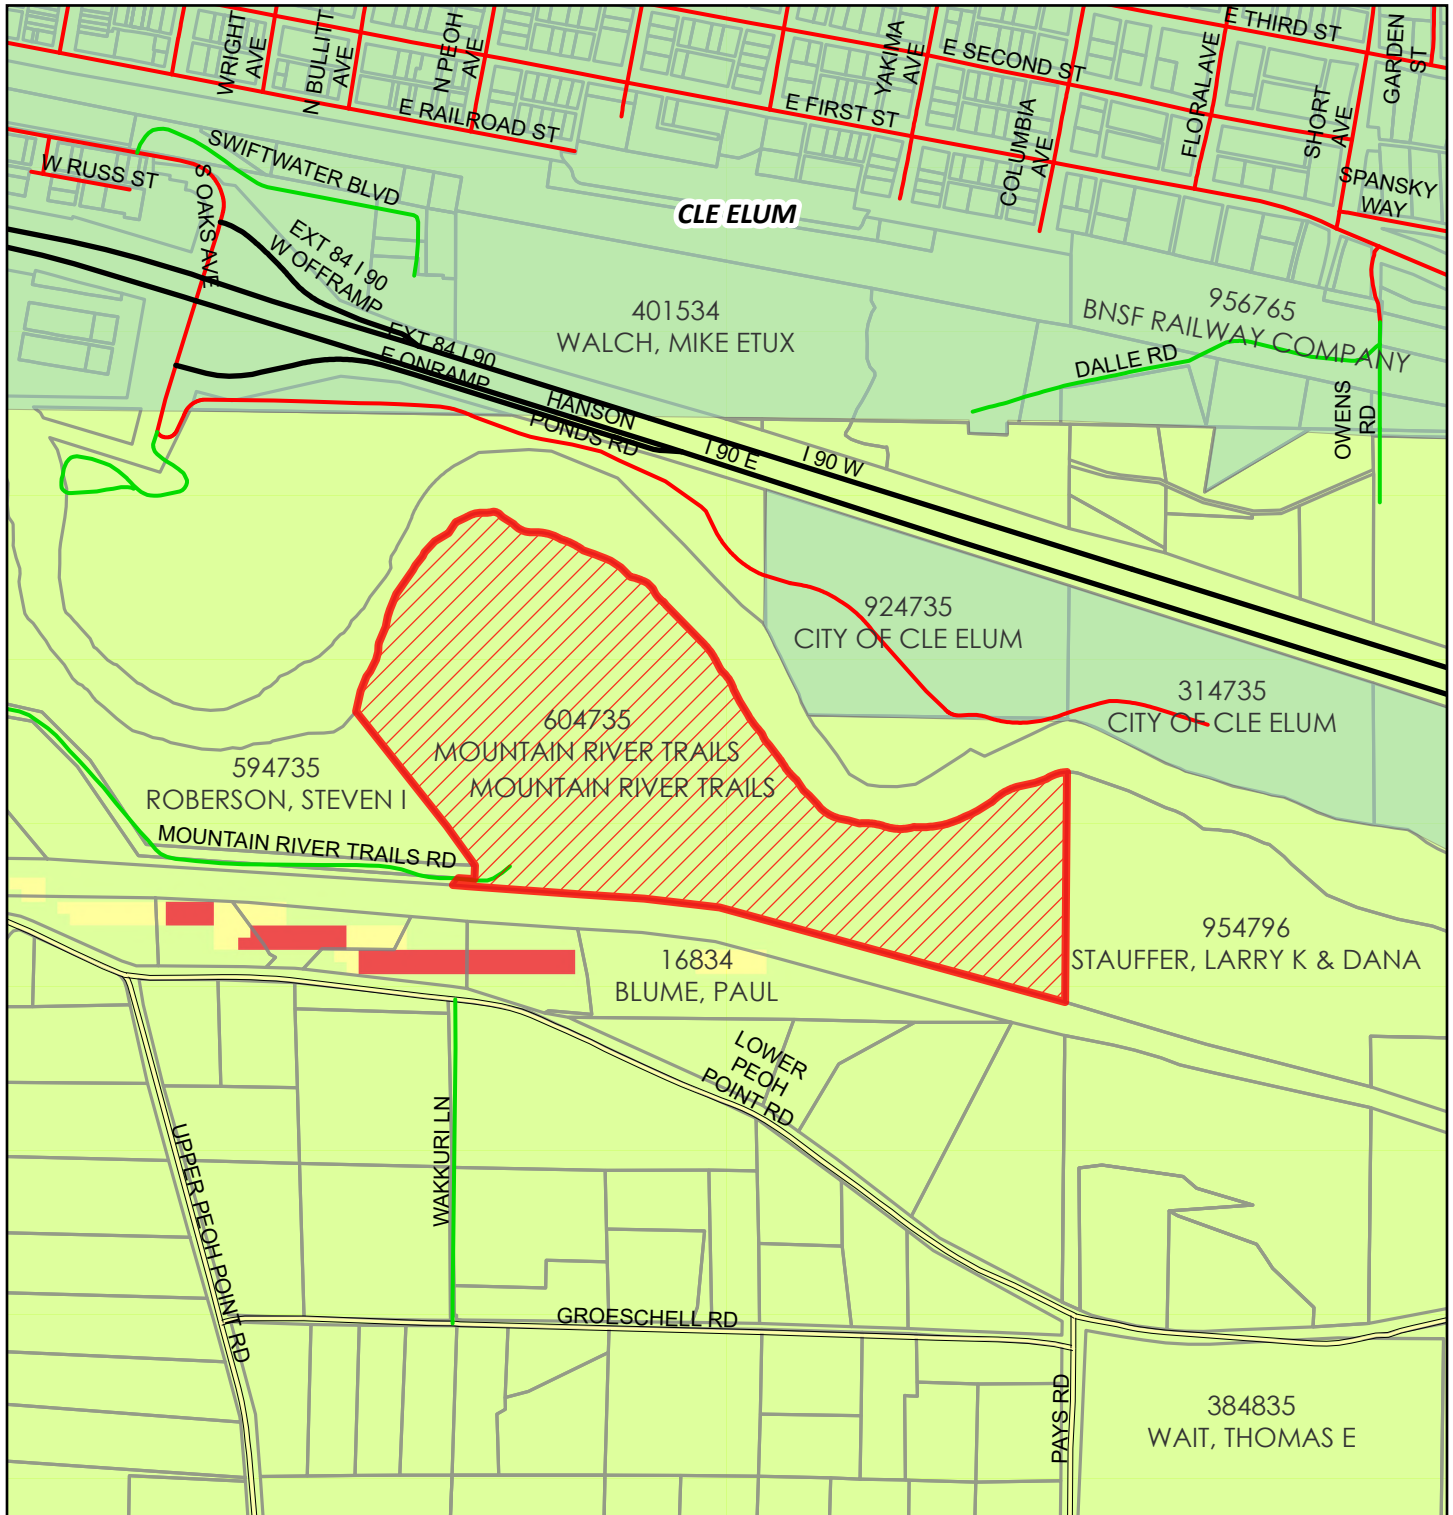 E THIRD ST
GARDEN
ST
WRIGHT
AVE
N BULLITT
AVE
N PEOH
AVE
YAKIMA
AVE
E SECOND ST
FLORAL AVE
SHORT
AVE
E RAILROAD ST
E FIRST ST
COLUMBIA
AVE
SPANSKY
WAY
W RUSS ST
SWIFTWATER BLVD
S OAKS AVE
CLE ELUM
EXT 84 I 90
W OFFRAMP
401534
WALCH, MIKE ETUX
956765
BNSF RAILWAY COMPANY
EXT 84 I 90
E ONRAMP
DALLE RD
OWENS
RD
HANSON
PONDS RD
I 90 E
I 90 W
924735
CITY OF CLE ELUM
314735
CITY OF CLE ELUM
604735
MOUNTAIN RIVER TRAILS
MOUNTAIN RIVER TRAILS
594735
ROBERSON, STEVEN I
MOUNTAIN RIVER TRAILS RD
954796
STAUFFER, LARRY K & DANA
16834
BLUME, PAUL
LOWER
PEOH
POINT RD
UPPER PEOH POINT RD
WAKKURI LN
GROESCHELL RD
PAYS RD
384835
WAIT, THOMAS E